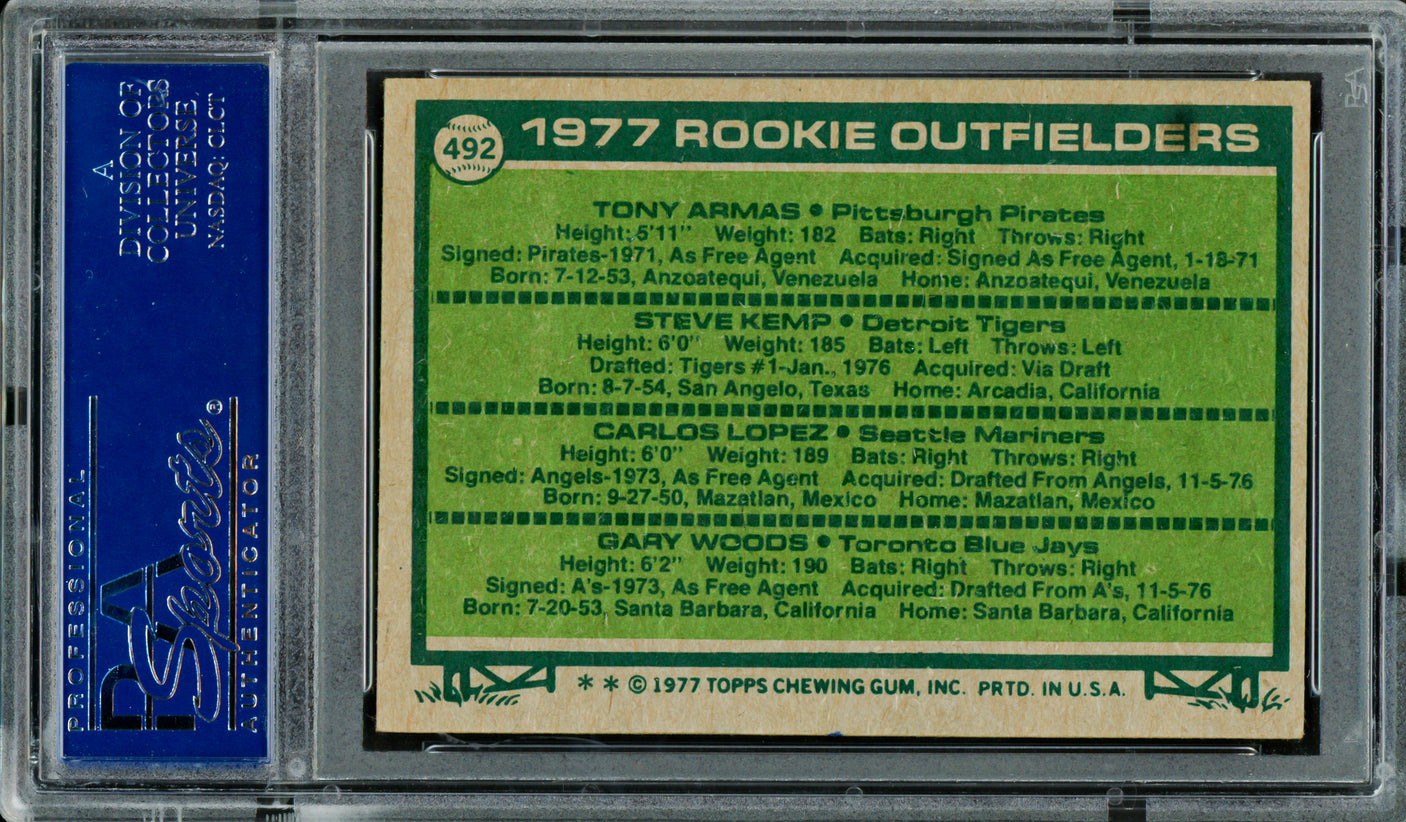 A
DIVISION OF
COLLECTORS
UNIVERSE
NASDAQ: CLCT
PROFESSIONAL
PSA
Sports®
AUTHENTICATOR
PSA
492
1977 ROOKIE OUTFIELDERS
TONY ARMAS • Pittsburgh Pirates
Height: 5'11" Weight: 182 Bats: Right Throws: Right
Signed: Pirates-1971, As Free Agent Acquired: Signed As Free Agent, 1-18-71
Born: 7-12-53, Anzoatequi, Venezuela Home: Anzoatequi, Venezuela
STEVE KEMP • Detroit Tigers
Height: 6'0" Weight: 185 Bats: Left Throws: Left
Drafted: Tigers #1-Jan., 1976 Acquired: Via Draft
Born: 8-7-54, San Angelo, Texas Home: Arcadia, California
CARLOS LOPEZ • Seattle Mariners
Height: 6'0" Weight: 189 Bats: Right Throws: Right
Signed: Angels-1973, As Free Agent Acquired: Drafted From Angels, 11-5-76
Born: 9-27-50, Mazatlan, Mexico Home: Mazatlan, Mexico
GARY WOODS • Toronto Blue Jays
Height: 6'2" Weight: 190 Bats: Right Throws: Right
Signed: A's-1973, As Free Agent Acquired: Drafted From A's, 11-5-76
Born: 7-20-53, Santa Barbara, California Home: Santa Barbara, California
* * © 1977 TOPPS CHEWING GUM, INC. PRTD. IN U.S.A.